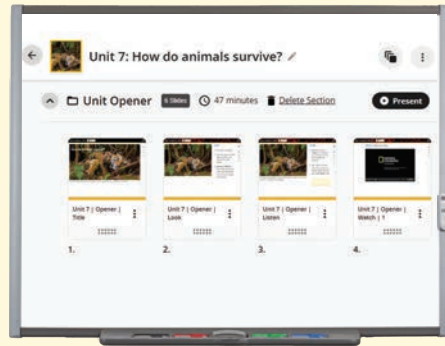 Unit 7: How do animals survive?
Unit Opener 6 Slides 47 minutes Delete Section Present
Unit 7 | Opener | Title
Unit 7 | Opener | Look
Unit 7 | Opener | Listen
Unit 7 | Opener | Watch | 1
1.
2.
3.
4.